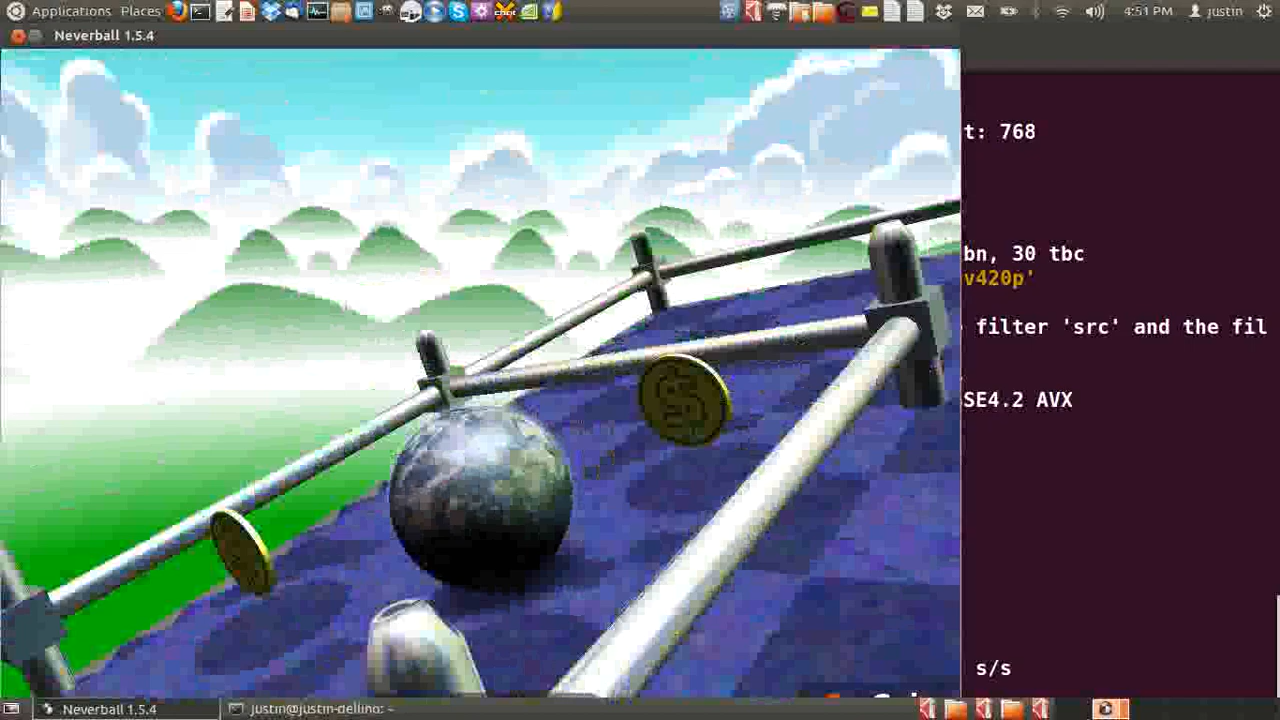 Applications Places 4:51 PM justin
Neverball 1.5.4
t: 768
bn, 30 tbc
v420p'
filter 'src' and the fil
SE4.2 AVX
s/s
Neverball 1.5.4 justin@justin-dellino: ~